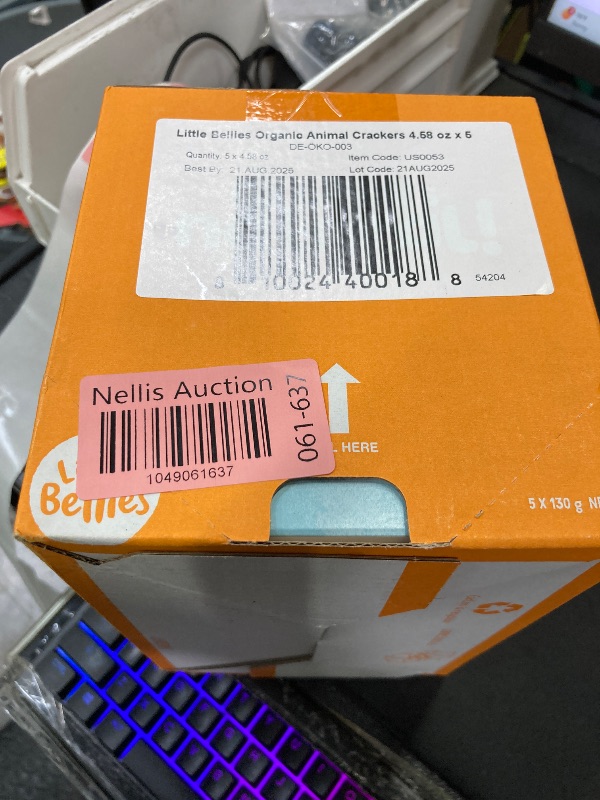 Little Bellies Organic Animal Crackers 4.58 oz x 5
DE-ÖKO-003
Quantity: 5 x 4.58 oz
Item Code: US0053
Best By: 21 AUG 2025
Lot Code: 21AUG2025
10024 40018 8
54204
Nellis Auction
1049061637
061-637
HERE
Bellies
5 X 130 g